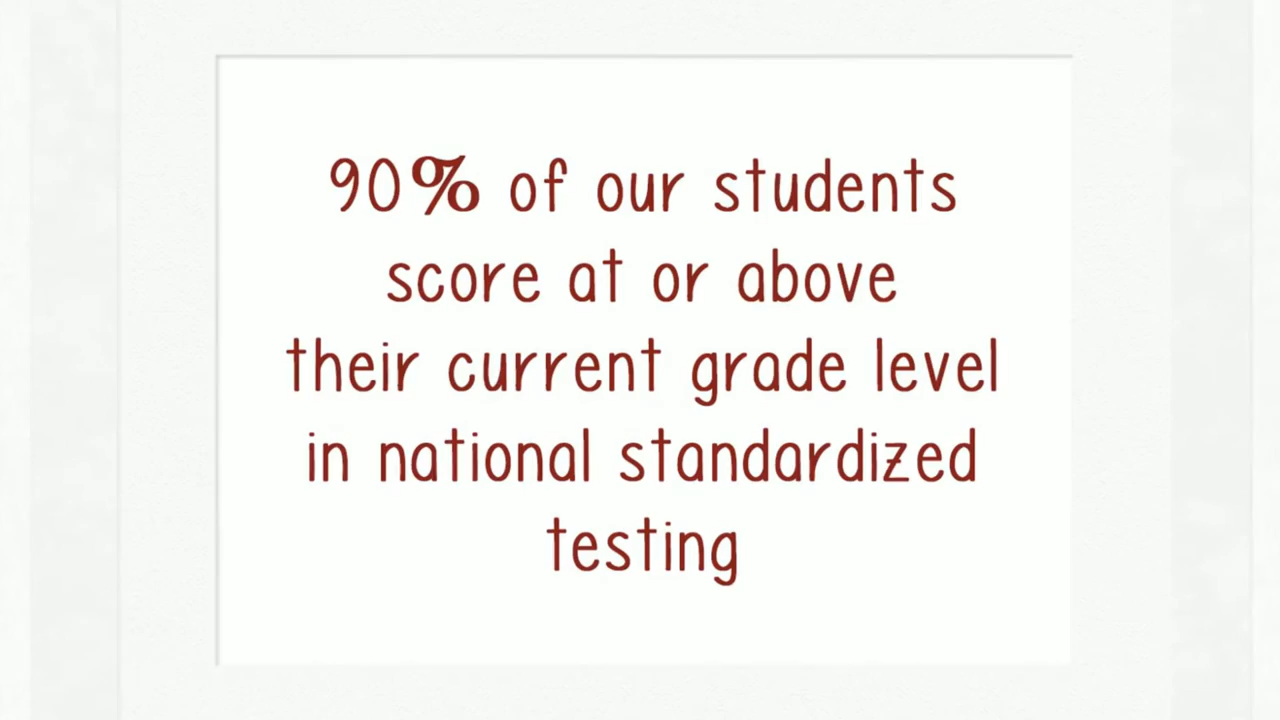 90% of our students
score at or above
their current grade level
in national standardized
testing